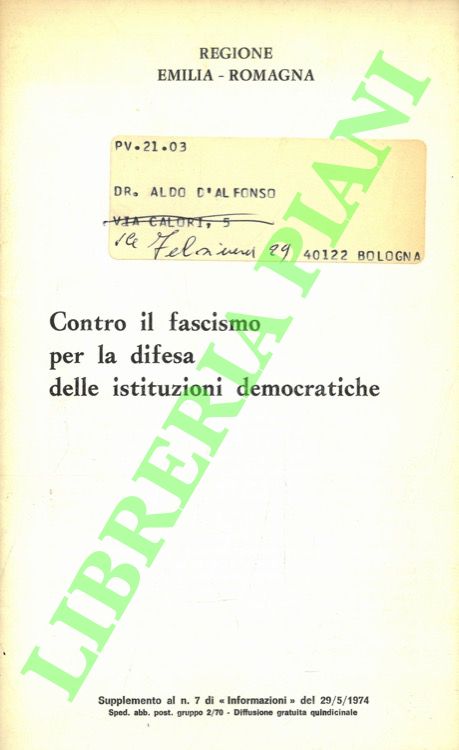 REGIONE
EMILIA - ROMAGNA
PV.21.03
DR. ALDO D'ALFONSO
VIA CALORI, 5
29 40122 BOLOGNA
Contro il fascismo
per la difesa
delle istituzioni democratiche
LIBRERIA PIANI
Supplemento al n. 7 di « Informazioni » del 29/5/1974
Sped. abb. post. gruppo 2/70 - Diffusione gratuita quindicinale